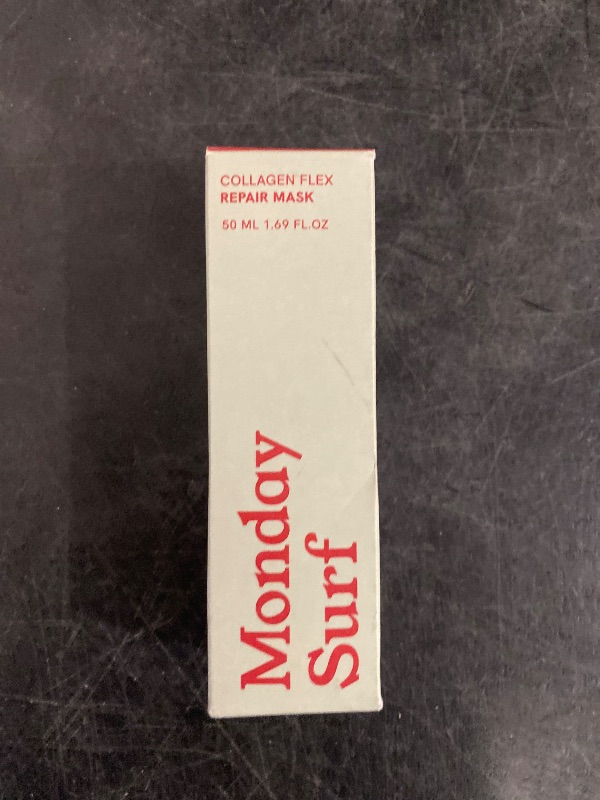 COLLAGEN FLEX
REPAIR MASK
50 ML 1.69 FL.OZ
Monday
Surf